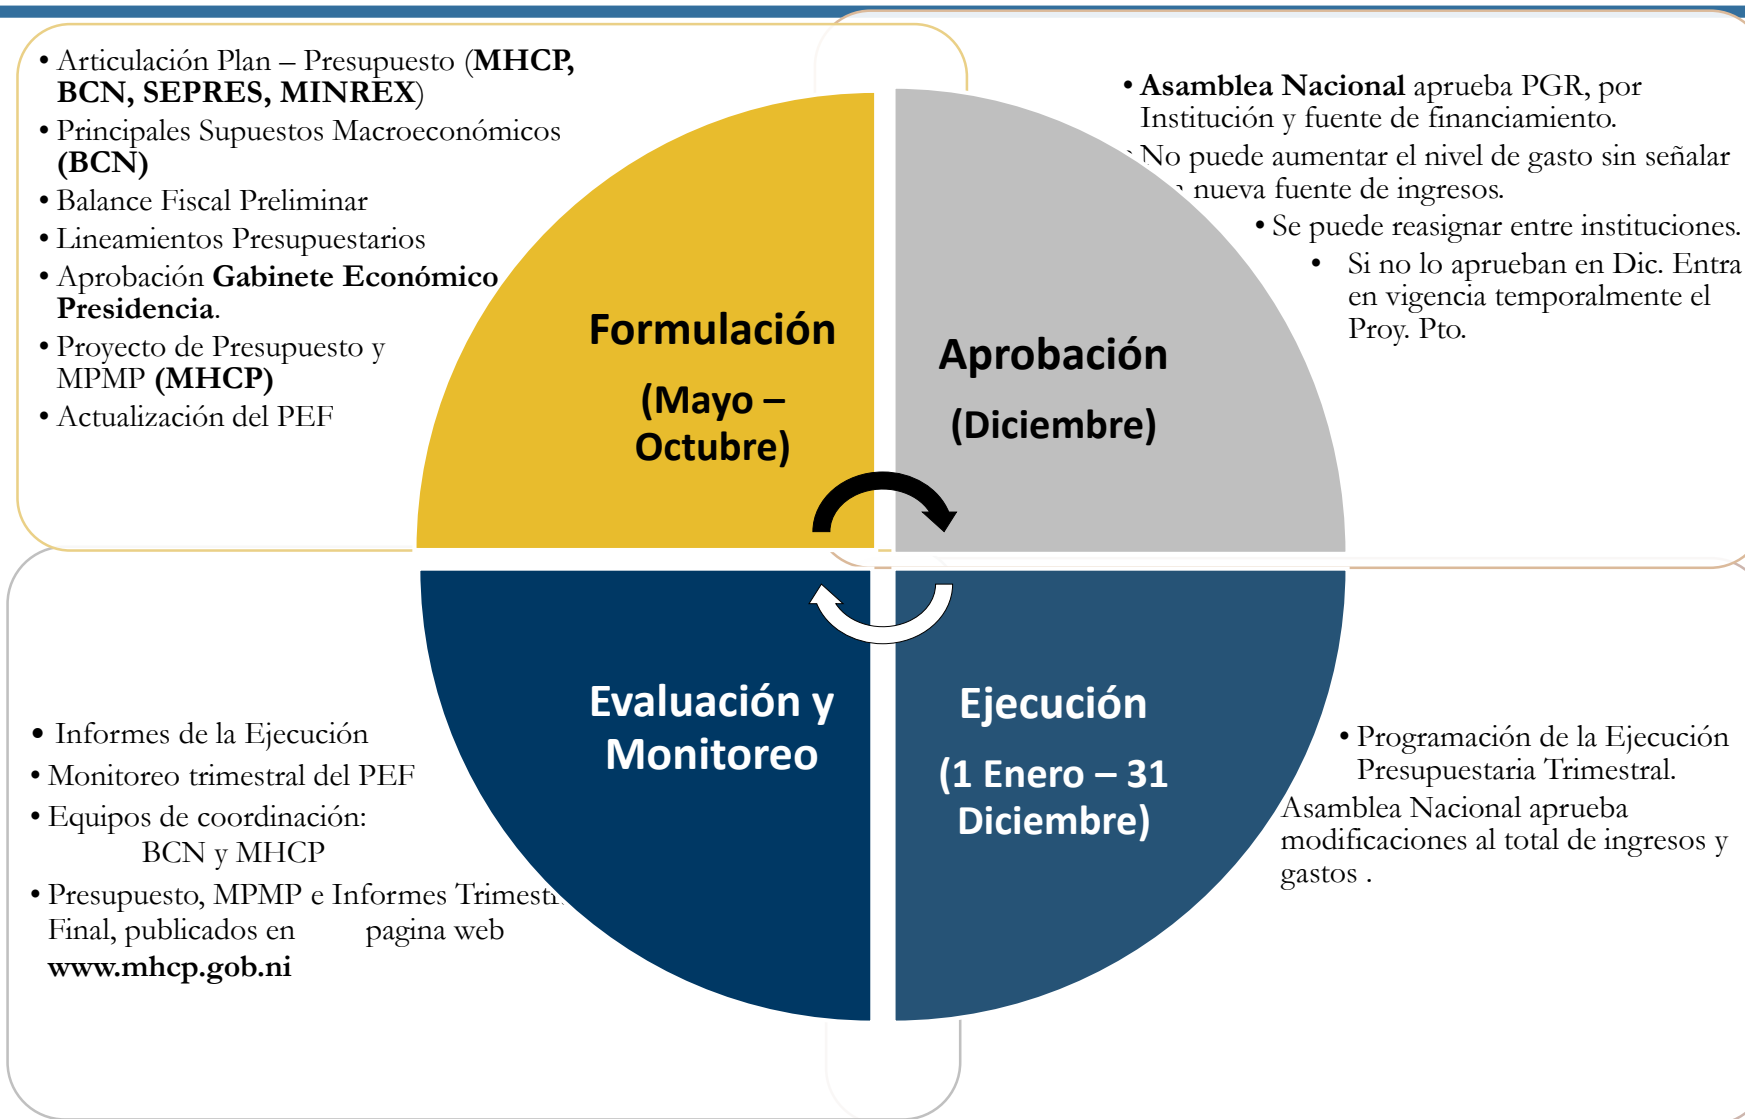 • Articulación Plan – Presupuesto (MHCP,
BCN, SEPRES, MINREX)
• Principales Supuestos Macroeconómicos
(BCN)
• Balance Fiscal Preliminar
• Lineamientos Presupuestarios
• Aprobación Gabinete Económico
Presidencia.
• Proyecto de Presupuesto y
MPMP (MHCP)
• Actualización del PEF
Formulación
(Mayo –
Octubre)
• Asamblea Nacional aprueba PGR, por
Institución y fuente de financiamiento.
No puede aumentar el nivel de gasto sin señalar
nueva fuente de ingresos.
• Se puede reasignar entre instituciones.
• Si no lo aprueban en Dic. Entra
en vigencia temporalmente el
Proy. Pto.
Aprobación
(Diciembre)
• Informes de la Ejecución
• Monitoreo trimestral del PEF
• Equipos de coordinación:
BCN y MHCP
• Presupuesto, MPMP e Informes
Final, publicados en pagina web
www.mhcp.gob.ni
Evaluación y
Monitoreo
Ejecución
(1 Enero – 31
Diciembre)
• Programación de la Ejecución
Presupuestaria Trimestral.
Asamblea Nacional aprueba
modificaciones al total de ingresos y
gastos .